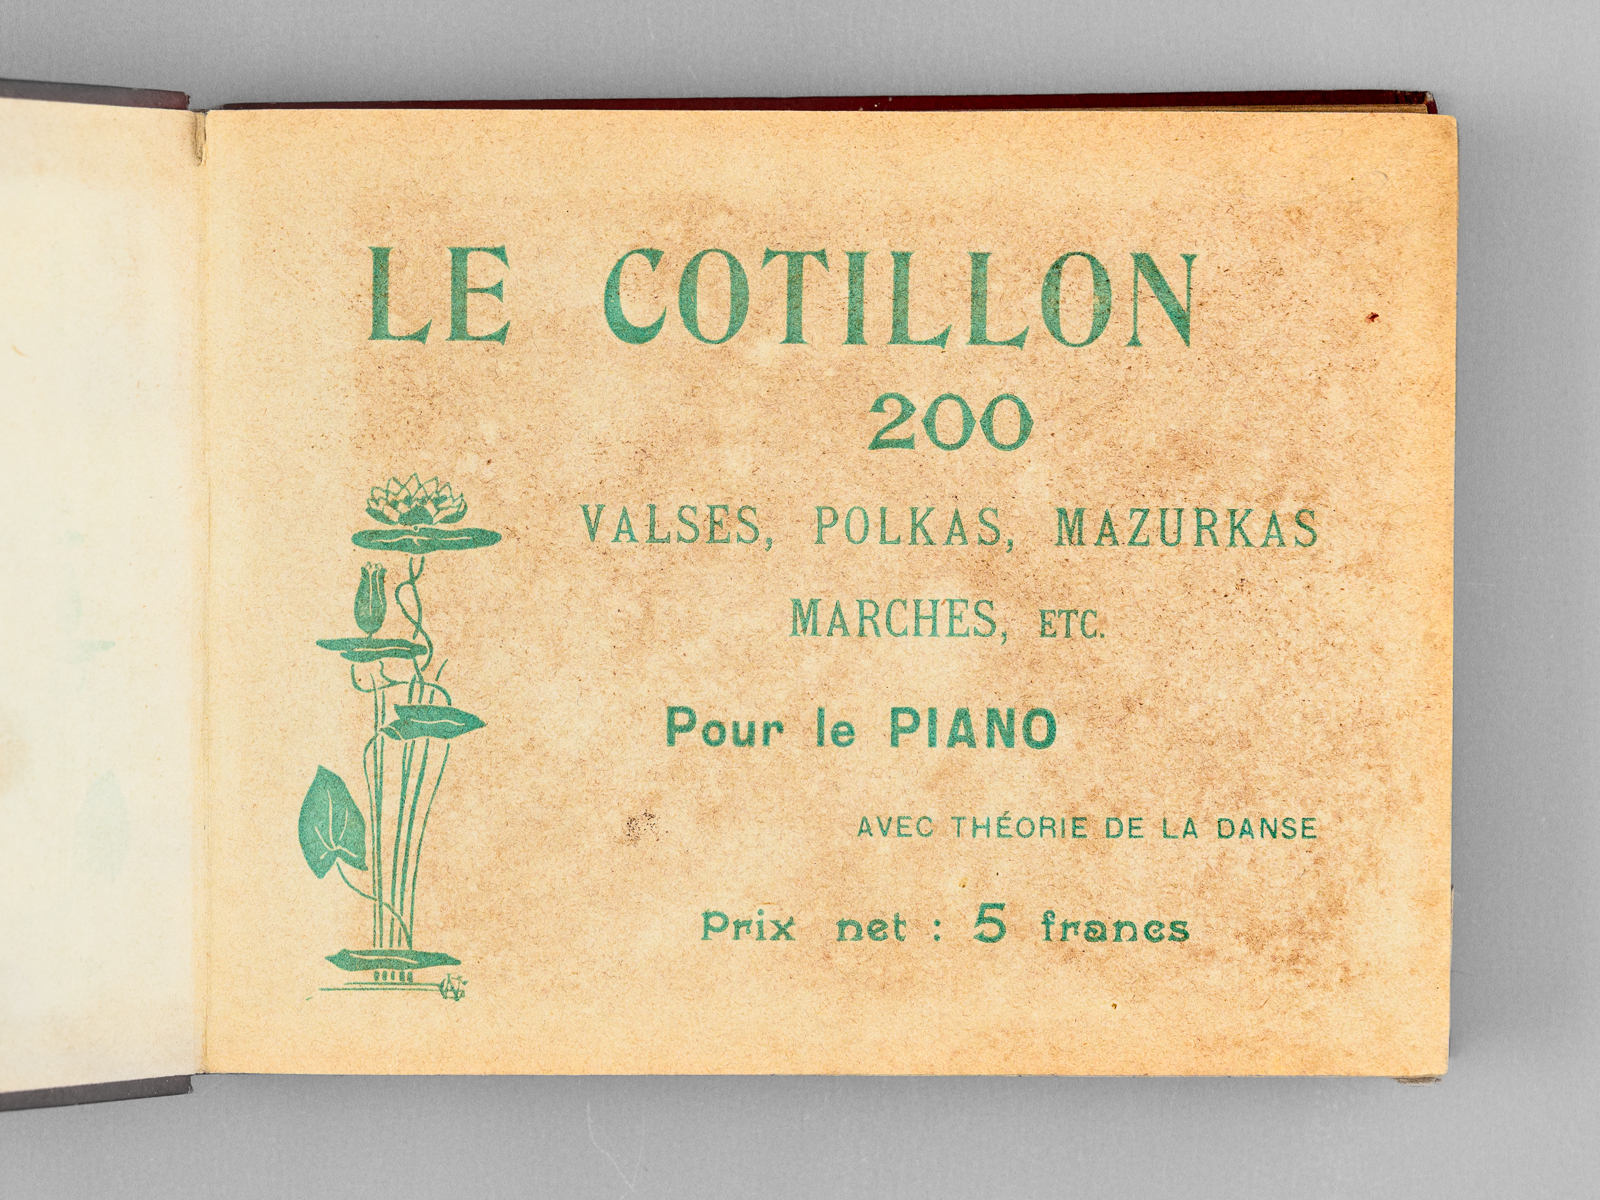 LE COTILLON
200
VALSES, POLKAS, MAZURKAS
MARCHES, ETC.
Pour le PIANO
AVEC THÉORIE DE LA DANSE
Prix net : 5 francs